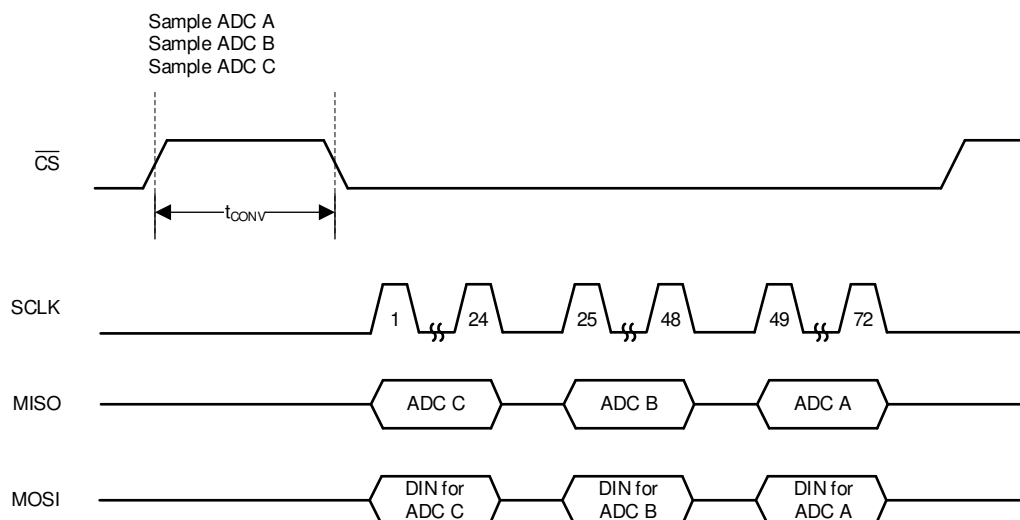 Sample ADC A
Sample ADC B
Sample ADC C
CS
tCONV
SCLK
1 24 25 48 49 72
MISO
ADC C ADC B ADC A
MOSI
DIN for ADC C
DIN for ADC B
DIN for ADC A